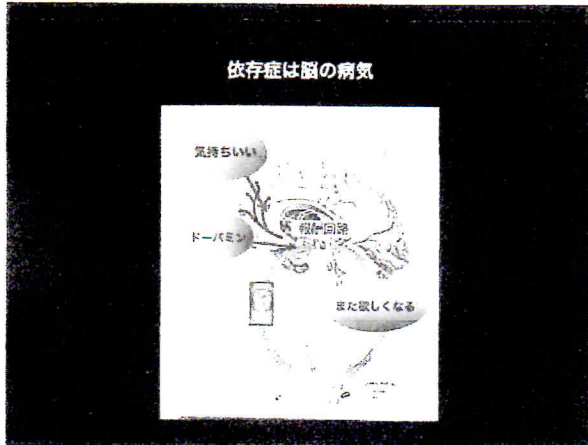 依存症は脳の病気
気持ちいい
報酬回路
ドーパミン
また欲しくなる